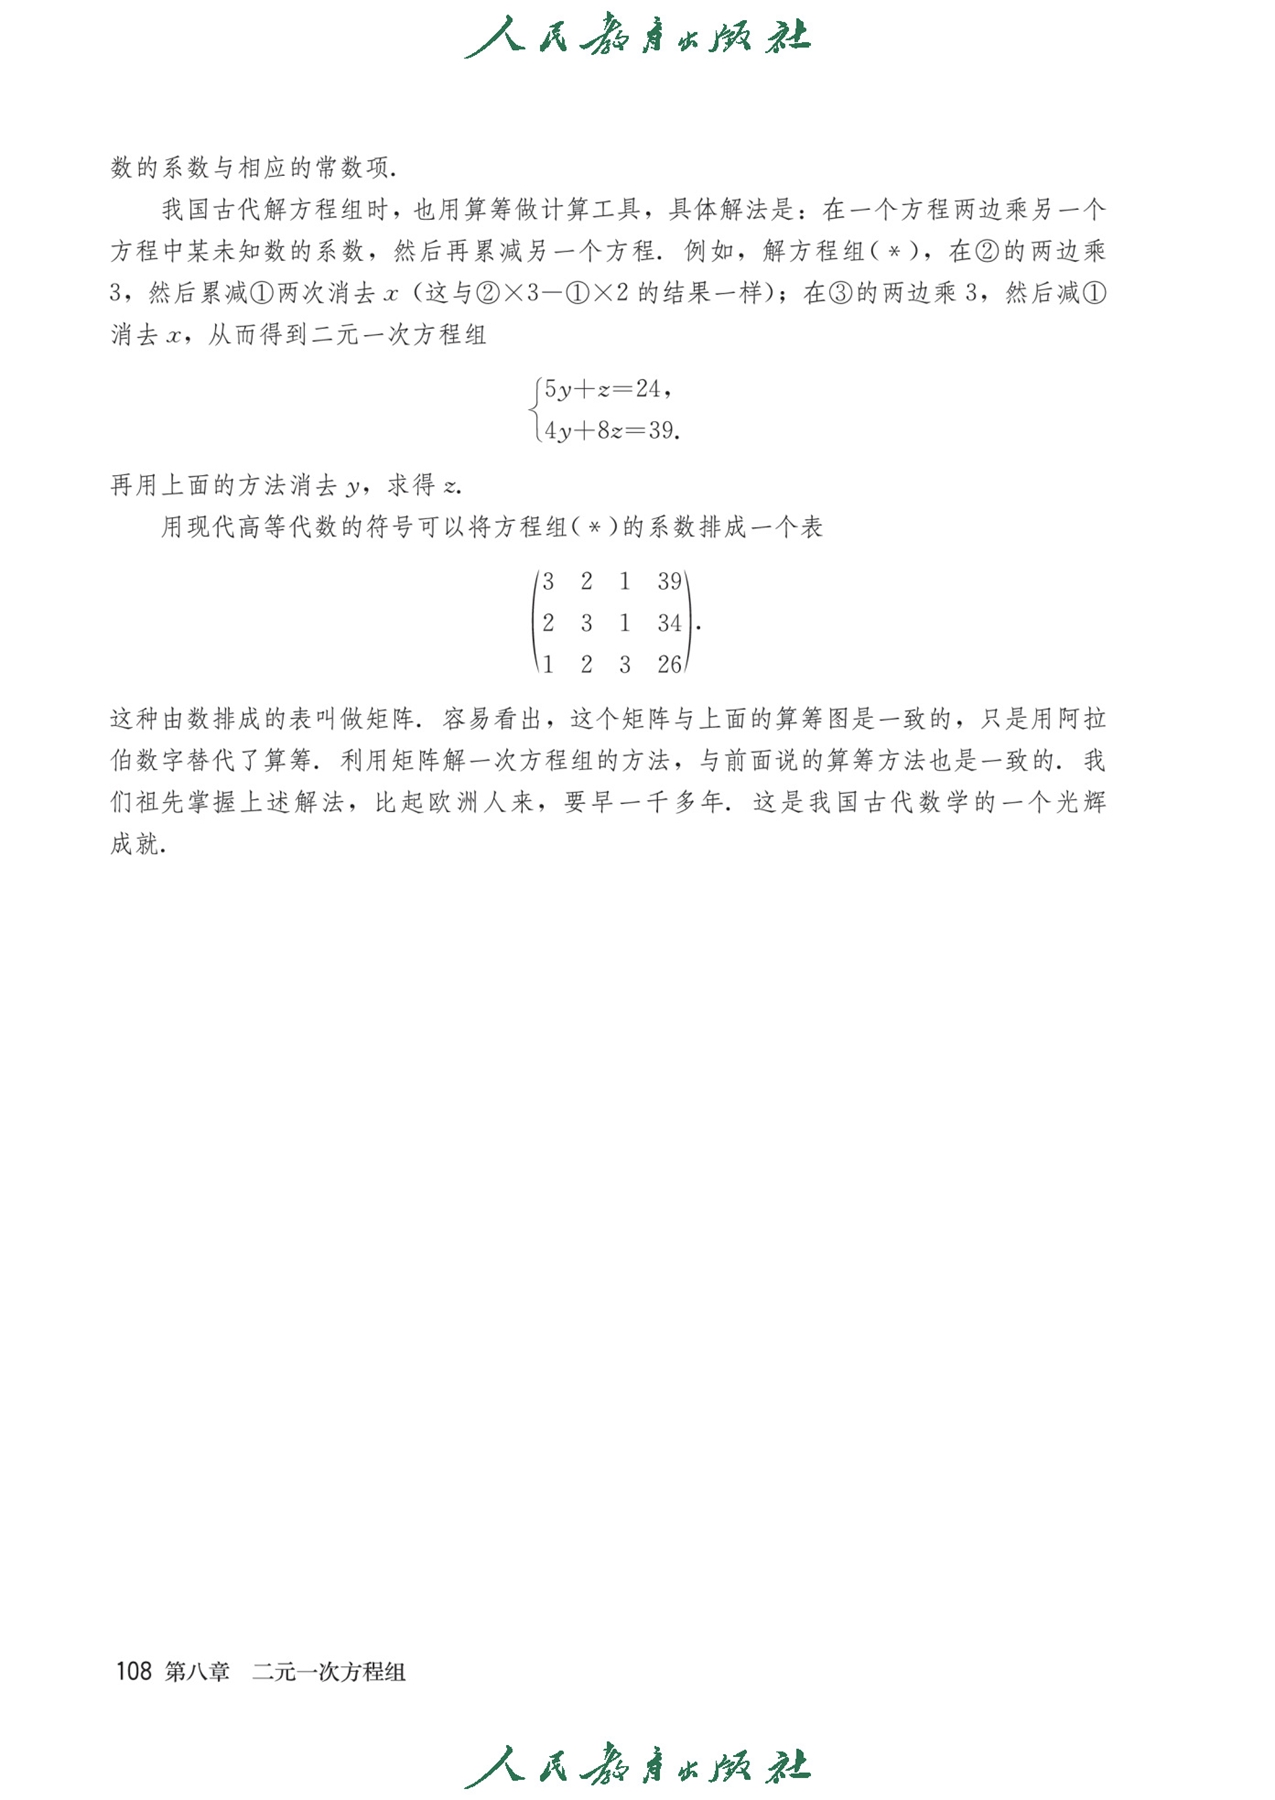 人民教育出版社
数的系数与相应的常数项.
我国古代解方程组时,也用算筹做计算工具,具体解法是:在一个方程两边乘另一个
方程中某未知数的系数,然后再累减另一个方程. 例如,解方程组(*),在②的两边乘
3,然后累减①两次消去 x (这与②×3-①×2 的结果一样);在③的两边乘 3,然后减①
消去 x,从而得到二元一次方程组
5y+z=24,
4y+8z=39.
再用上面的方法消去 y,求得 z.
用现代高等代数的符号可以将方程组(*)的系数排成一个表
3 2 1 39
2 3 1 34
1 2 3 26
.
这种由数排成的表叫做矩阵. 容易看出,这个矩阵与上面的算筹图是一致的,只是用阿拉
伯数字替代了算筹. 利用矩阵解一次方程组的方法,与前面说的算筹方法也是一致的. 我
们祖先掌握上述解法,比起欧洲人来,要早一千多年. 这是我国古代数学的一个光辉
成就.
108 第八章 二元一次方程组
人民教育出版社